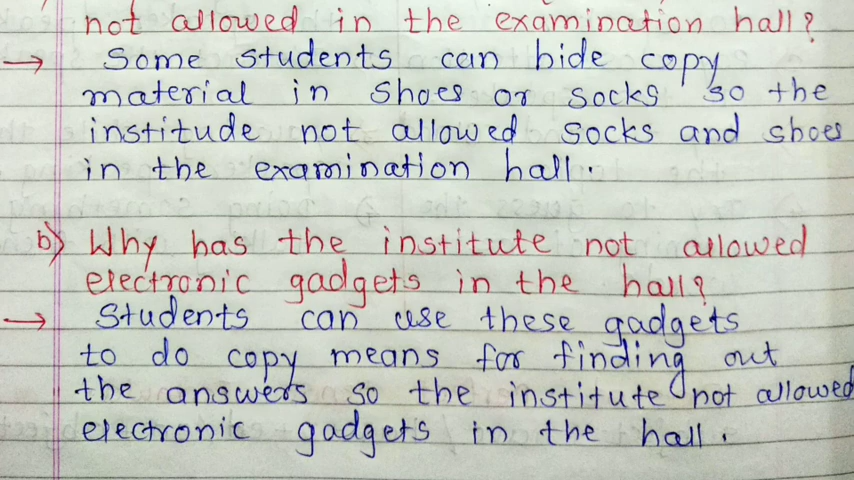 not allowed in the examination hall?
→ Some students can hide copy
material in shoes or socks so the
institude not allowed socks and shoes
in the examination hall.
b) Why has the institute not allowed
electronic gadgets in the hall?
→ Students can use these gadgets
to do copy means for finding out
the answers so the institute not allowed
electronic gadgets in the hall.